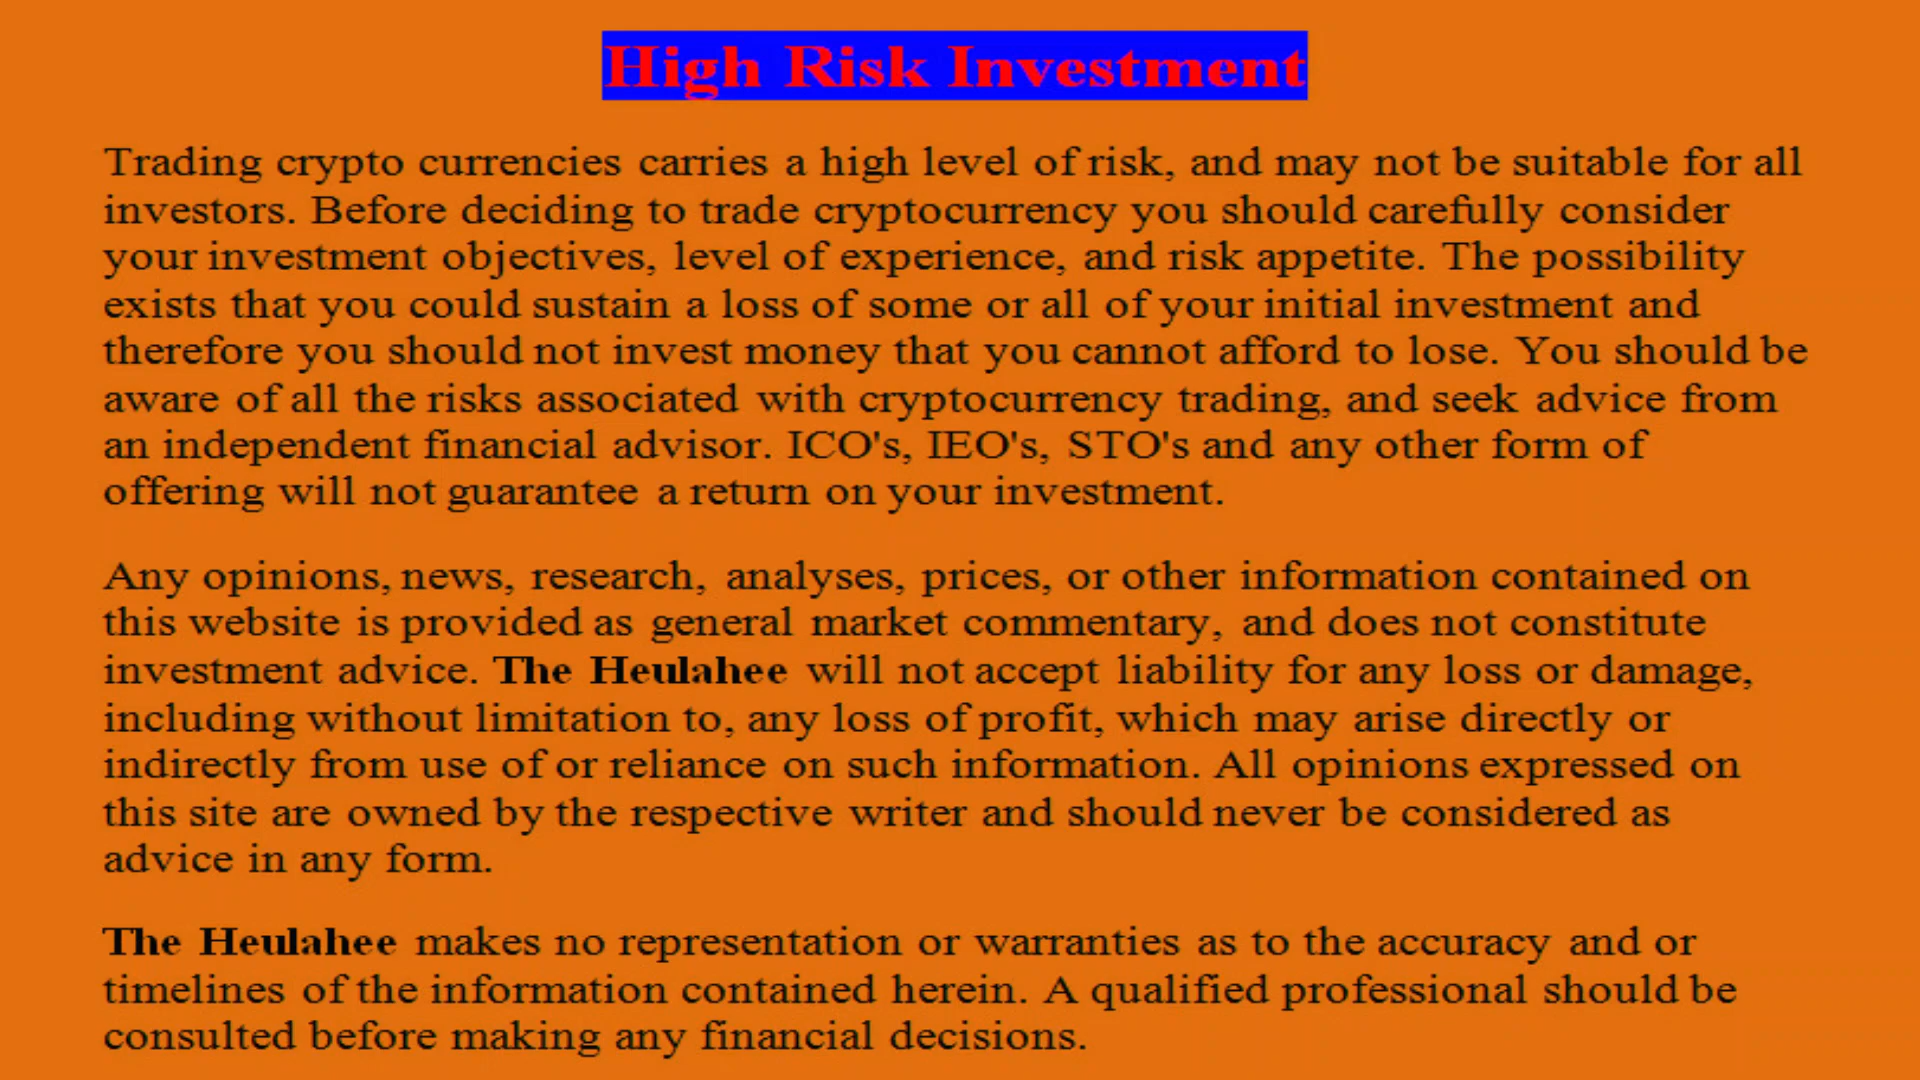 High Risk Investment
Trading crypto currencies carries a high level of risk, and may not be suitable for all
investors. Before deciding to trade cryptocurrency you should carefully consider
your investment objectives, level of experience, and risk appetite. The possibility
exists that you could sustain a loss of some or all of your initial investment and
therefore you should not invest money that you cannot afford to lose. You should be
aware of all the risks associated with cryptocurrency trading, and seek advice from
an independent financial advisor. ICO's, IEO's, STO's and any other form of
offering will not guarantee a return on your investment.
Any opinions, news, research, analyses, prices, or other information contained on
this website is provided as general market commentary, and does not constitute
investment advice. The Heulahee will not accept liability for any loss or damage,
including without limitation to, any loss of profit, which may arise directly or
indirectly from use of or reliance on such information. All opinions expressed on
this site are owned by the respective writer and should never be considered as
advice in any form.
The Heulahee makes no representation or warranties as to the accuracy and or
timelines of the information contained herein. A qualified professional should be
consulted before making any financial decisions.